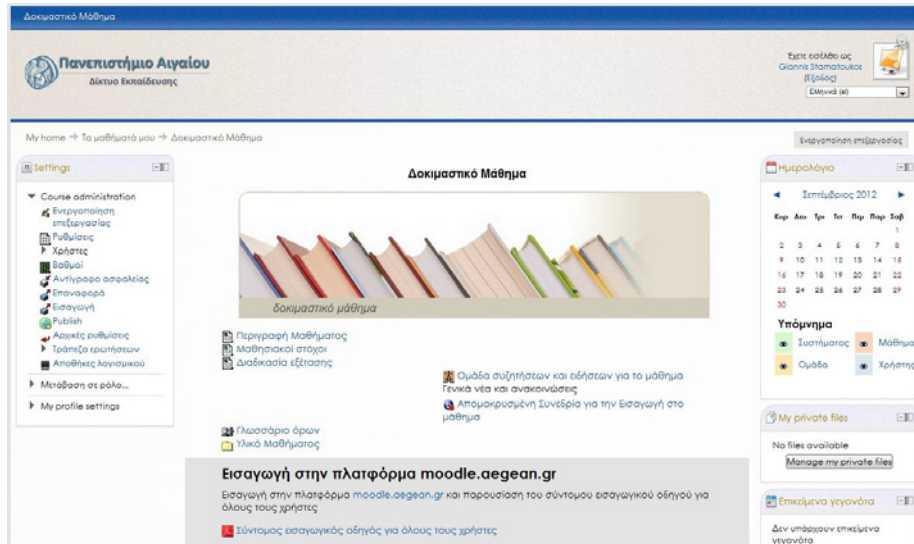 Δοκιμαστικό Μάθημα
Πανεπιστήμιο Αιγαίου
Δίκτυο Εκπαίδευσης
Έχετε εισέλθει ως
Giannis Stamatoukos
(Έξοδος)
Ελληνικά (el)
My home → Τα μαθήματά μου → Δοκιμαστικό Μάθημα
Ενεργοποίηση επεξεργασίας
Settings
Course administration
Ενεργοποίηση
επεξεργασίας
Ρυθμίσεις
Χρήστες
Βαθμοί
Αντίγραφο ασφαλείας
Επαναφορά
Εισαγωγή
Publish
Αρχικές ρυθμίσεις
Τράπεζα ερωτήσεων
Αποθήκες λογισμικού
Μετάβαση σε ρόλο...
My profile settings
Δοκιμαστικό Μάθημα
δοκιμαστικό μάθημα
Περιγραφή Μαθήματος
Μαθησιακοί στόχοι
Διαδικασία εξέτασης
Ομάδα συζητήσεων και ειδήσεων για το μάθημα
Γενικά νέα και ανακοινώσεις
Απομακρυσμένη Συνεδρία για την Εισαγωγή στο
μάθημα
Γλωσσάριο όρων
Υλικό Μαθήματος
Εισαγωγή στην πλατφόρμα moodle.aegean.gr
Εισαγωγή στην πλατφόρμα moodle.aegean.gr και παρουσίαση του σύντομου εισαγωγικού οδηγού για
όλους τους χρήστες
Σύντομος εισαγωγικός οδηγός για όλους τους χρήστες
Ημερολόγιο
Σεπτέμβριος 2012
Κυρ Δευ Τρι Τετ Πεμ Παρ Σαβ
1
2 3 4 5 6 7 8
9 10 11 12 13 14 15
16 17 18 19 20 21 22
23 24 25 26 27 28 29
30
Υπόμνημα
Συστήματος Μάθημα
Ομάδα Χρήστης
My private files
No files available
Manage my private files
Επικείμενα γεγονότα
Δεν υπάρχουν επικείμενα
γεγονότα